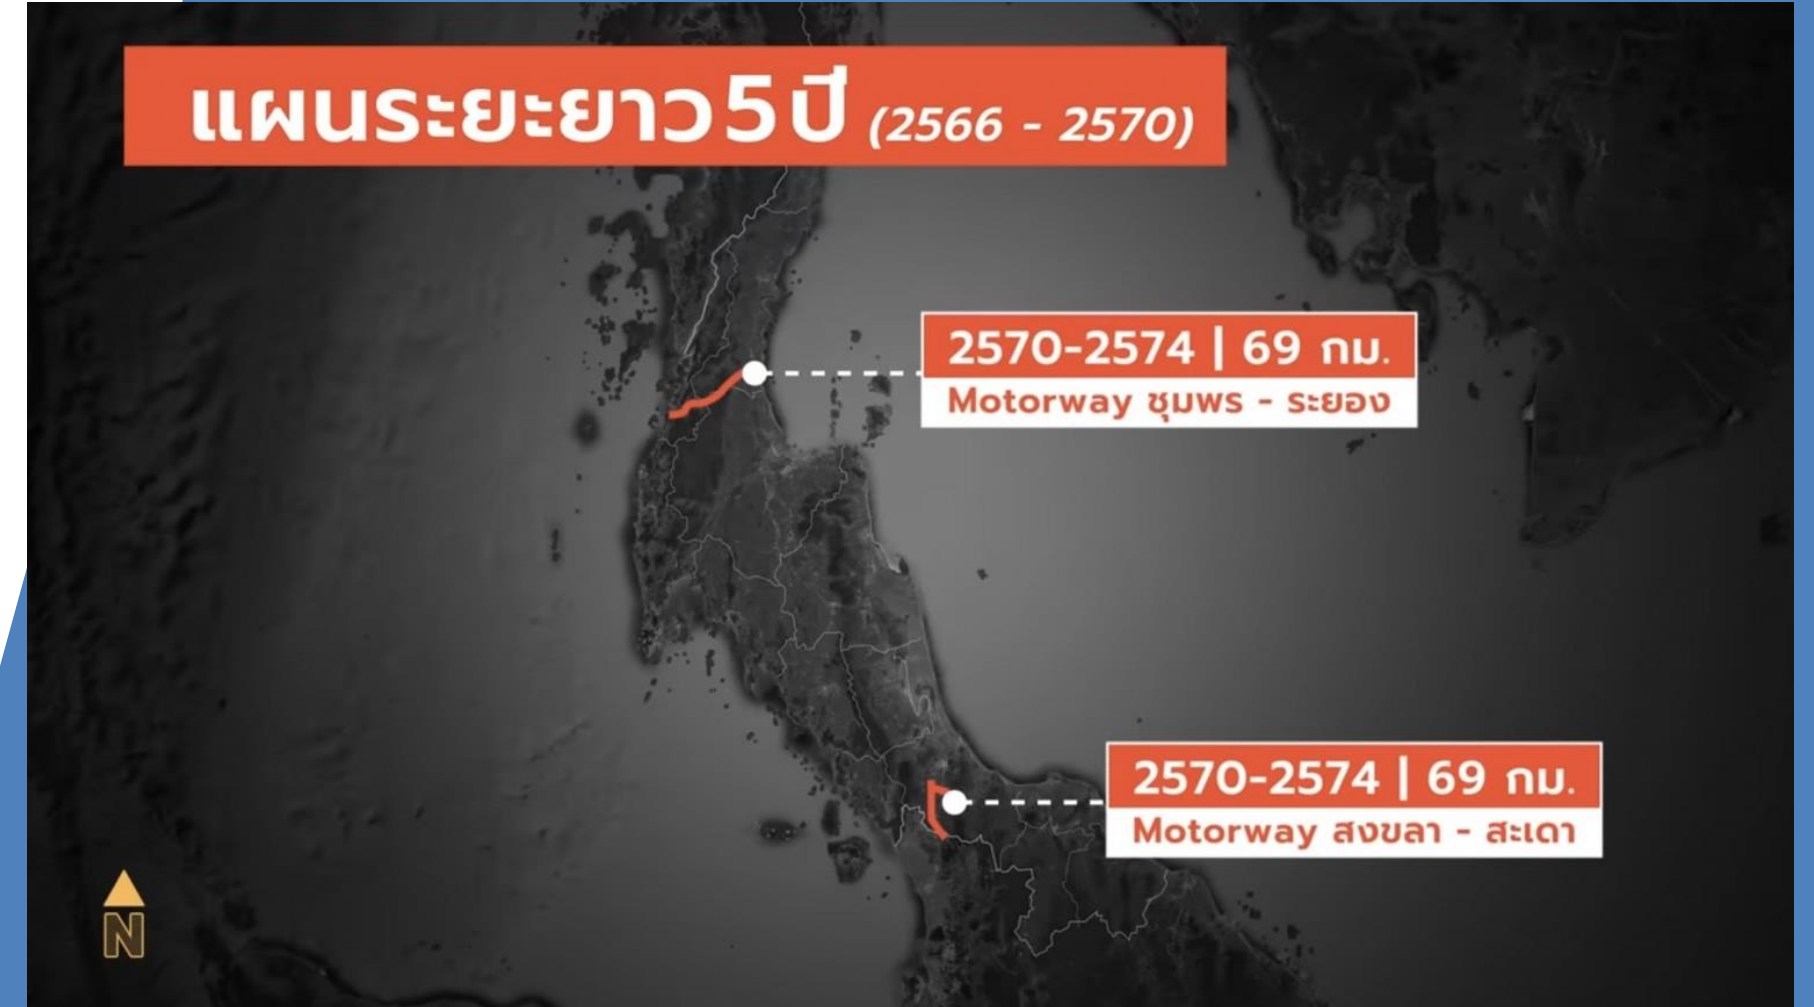 แผนระยะยาว 5 ปี (2566 - 2570)
2570-2574 | 69 กม.
Motorway ชุมพร - ระยอง
2570-2574 | 69 กม.
Motorway สงขลา - สะเดา
N